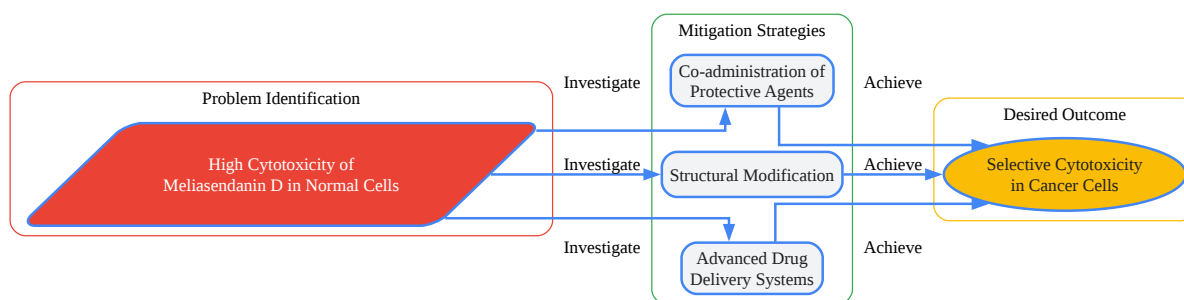 Problem Identification
High Cytotoxicity of
Meliasendanin D in Normal Cells
Investigate
Investigate
Investigate
Mitigation Strategies
Co-administration of
Protective Agents
Structural Modification
Advanced Drug
Delivery Systems
Achieve
Achieve
Achieve
Desired Outcome
Selective Cytotoxicity
in Cancer Cells